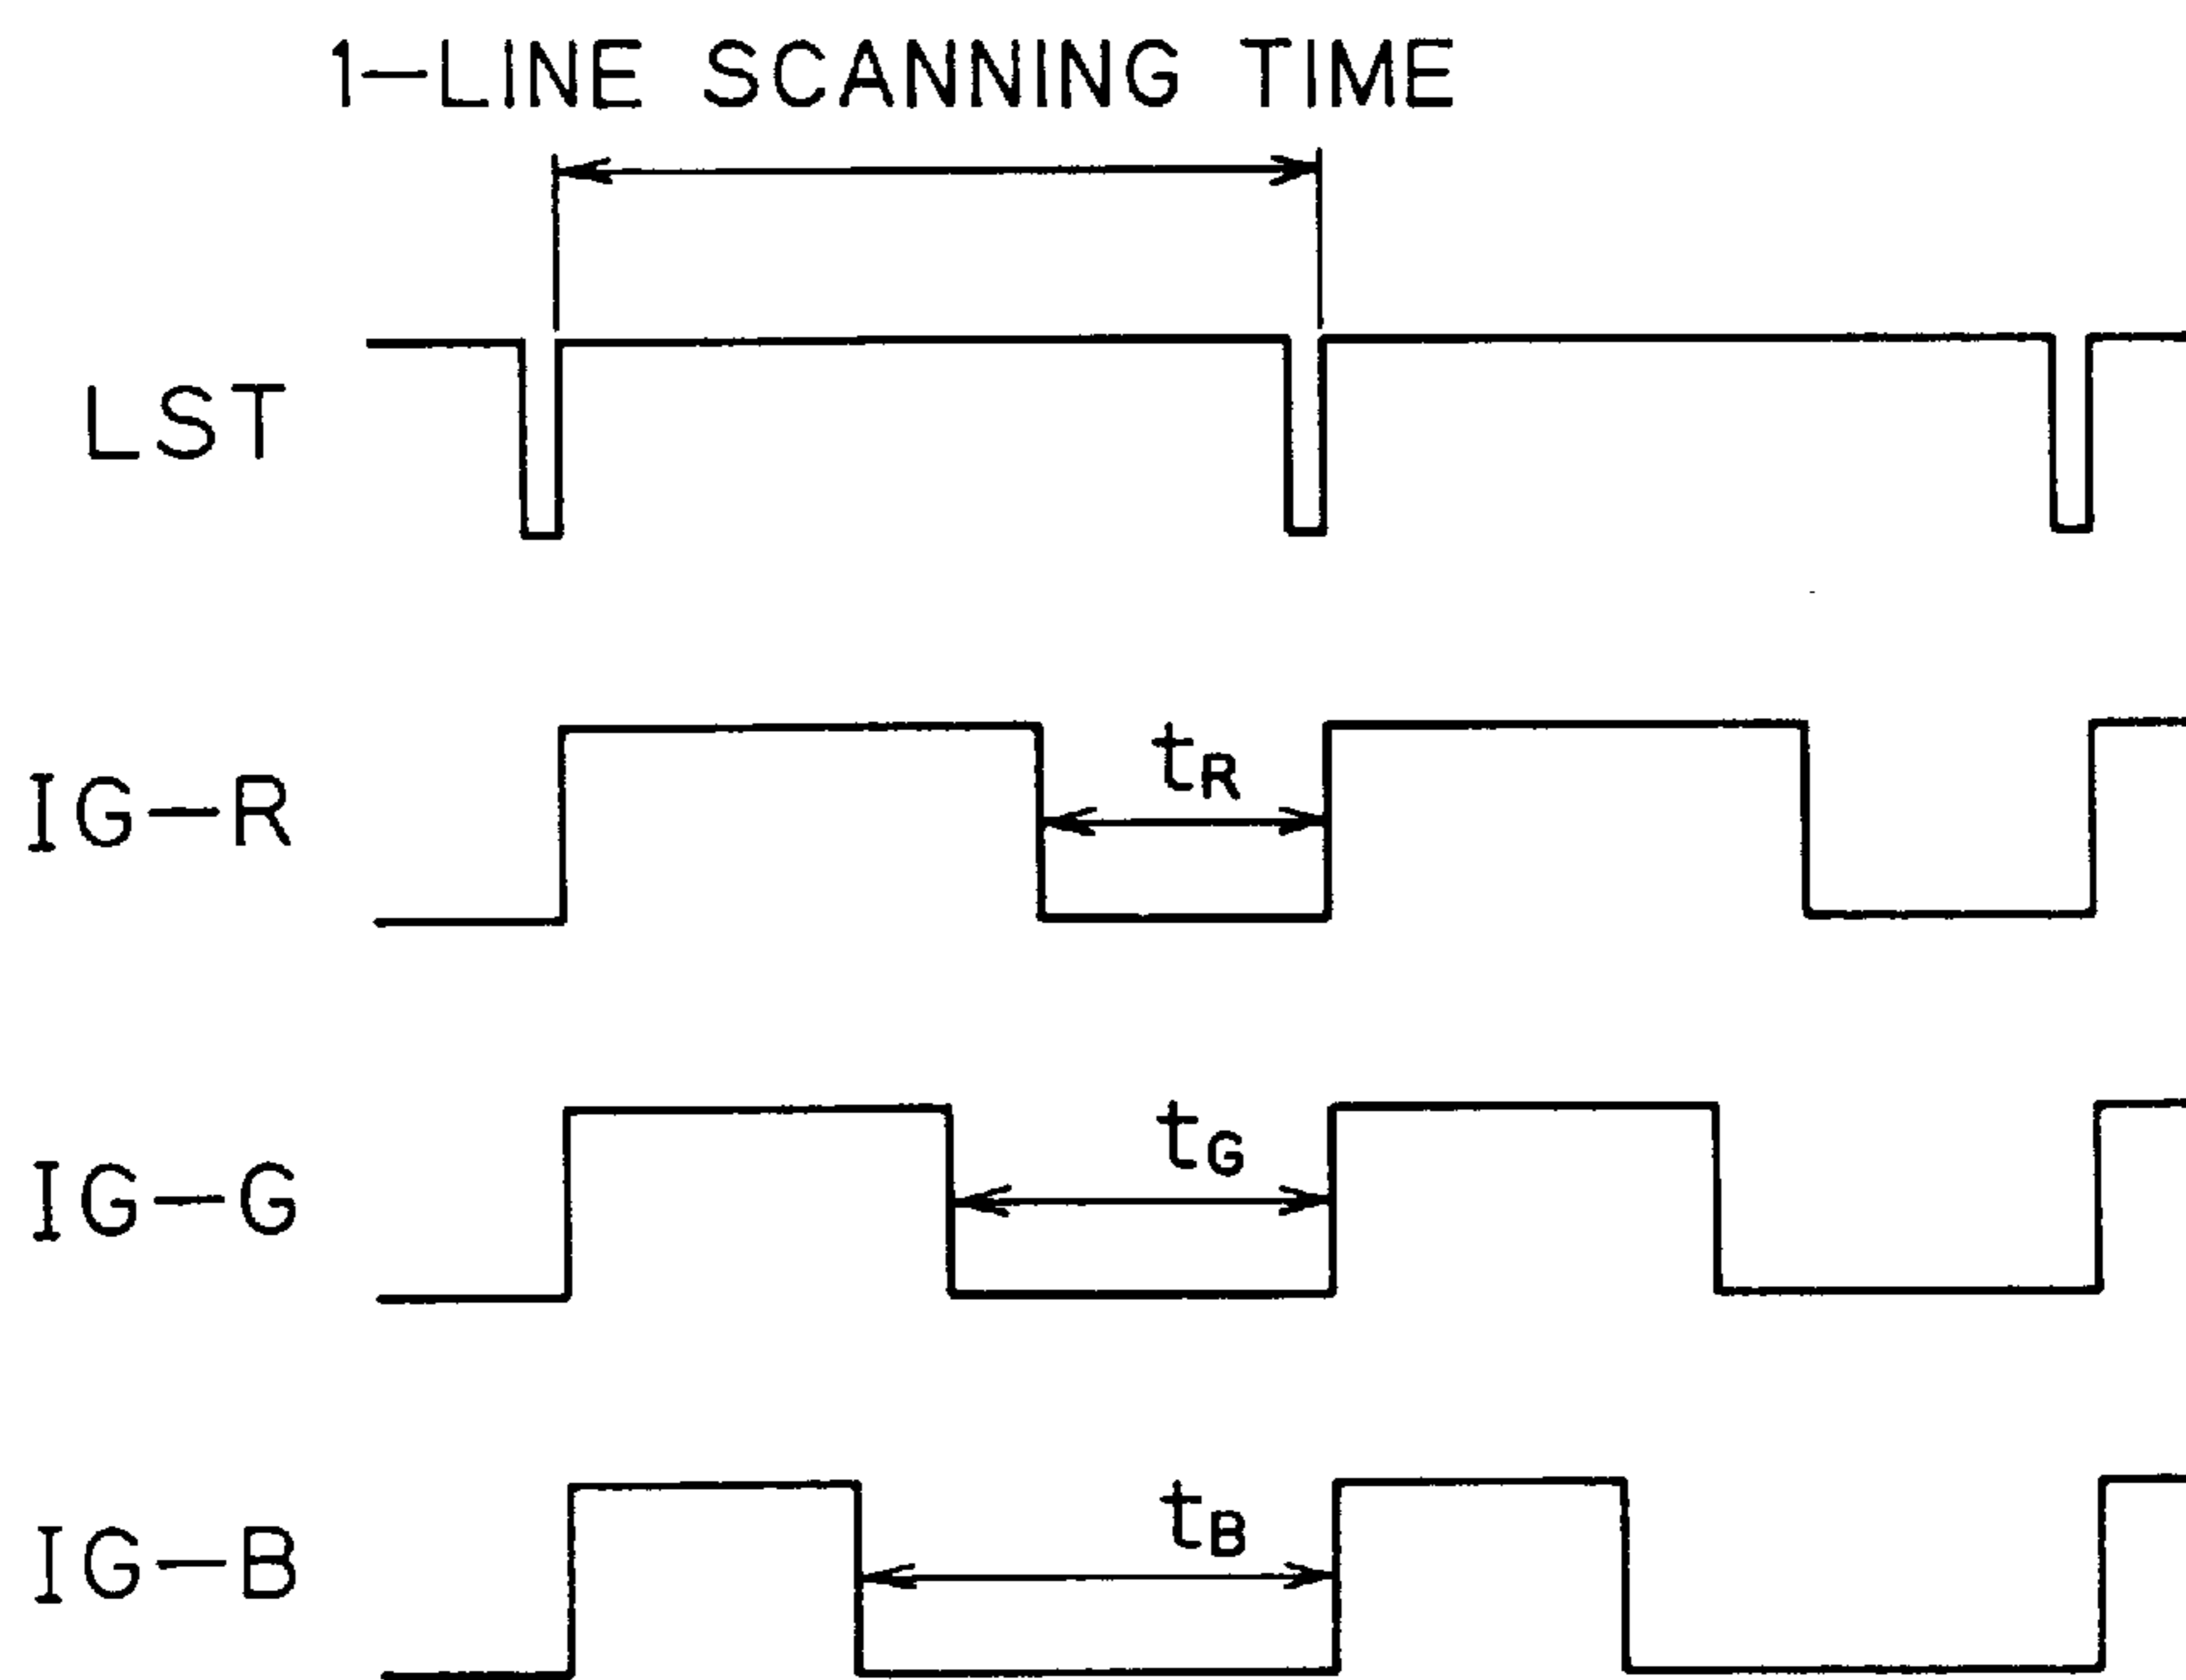 1-LINE SCANNING TIME
LST
IG-R
tR
IG-G
tG
IG-B
tB